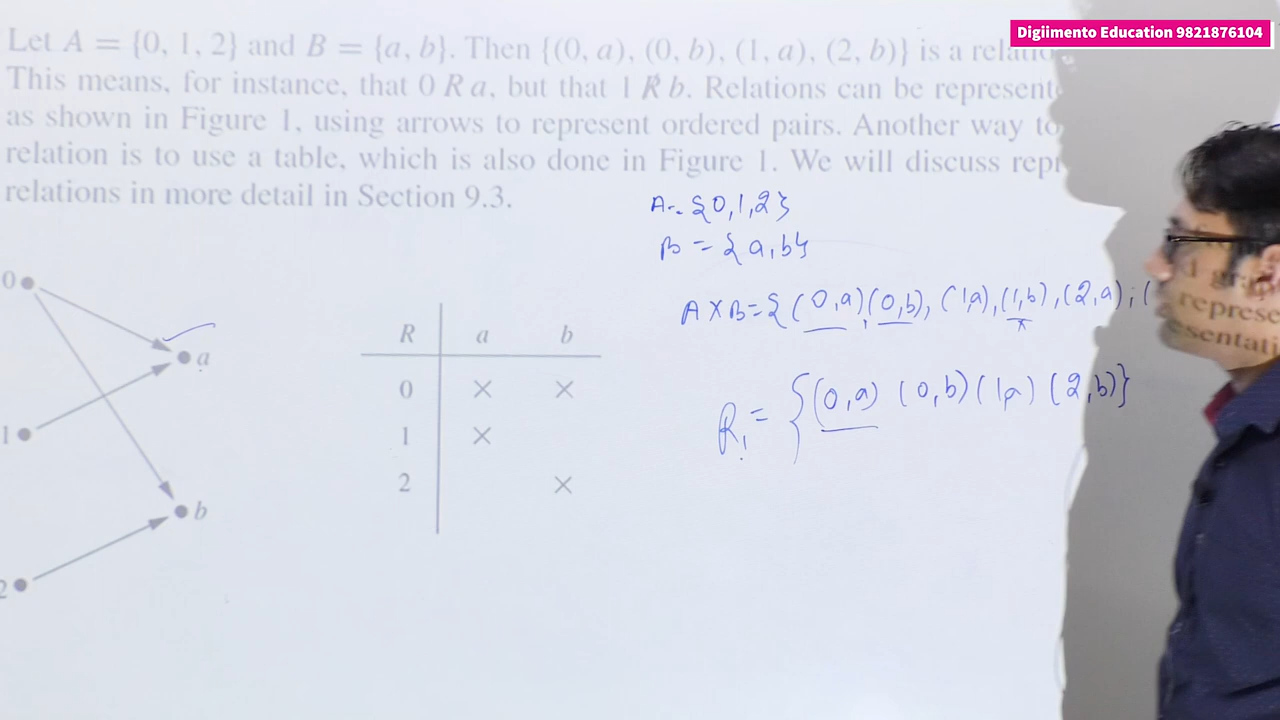 Digiimento Education 9821876104
Let A = {0, 1, 2} and B = {a, b}. Then {(0, a), (0, b), (1, a), (2, b)} is a relatio
This means, for instance, that 0 R a, but that 1 R̸ b. Relations can be represent
as shown in Figure 1, using arrows to represent ordered pairs. Another way to
relation is to use a table, which is also done in Figure 1. We will discuss repr
relations in more detail in Section 9.3.
A = {0,1,2}
B = {a,b}
A X B = { (0,a), (0,b), (1,a), (1,b), (2,a), (
R1 = {(0,a) (0,b) (1,a) (2,b)}
0
a
1
b
2
R a b
0 × ×
1 ×
2 ×
represe
esentati